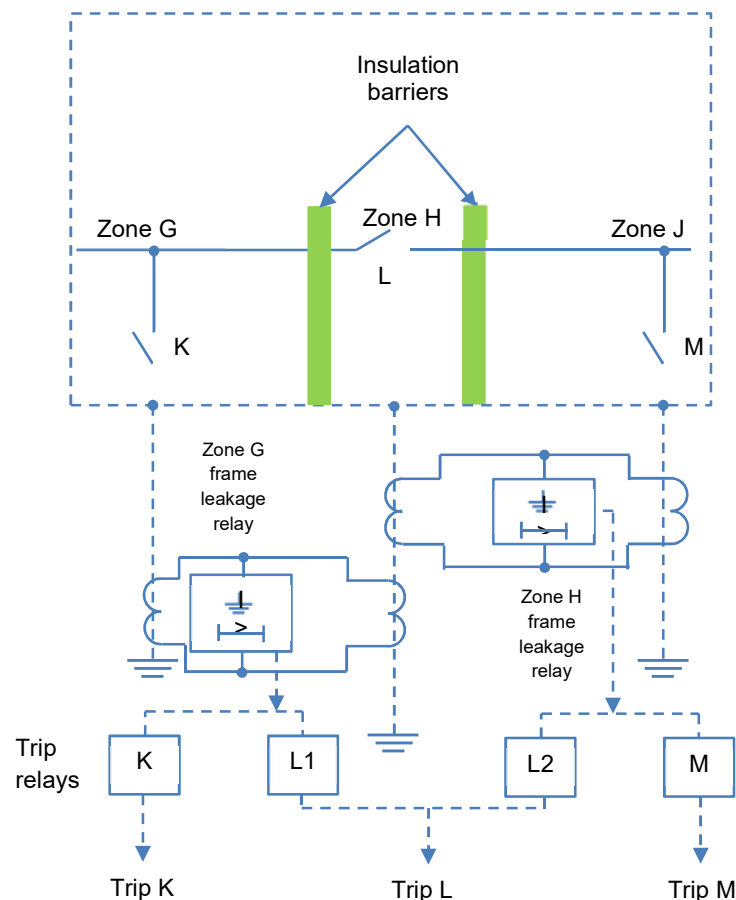 Insulation
barriers
Zone G
Zone H
Zone J
L
K
M
Zone G
frame
leakage
relay
I
>
I
>
Zone H
frame
leakage
relay
Trip
relays
K
L1
L2
M
Trip K
Trip L
Trip M